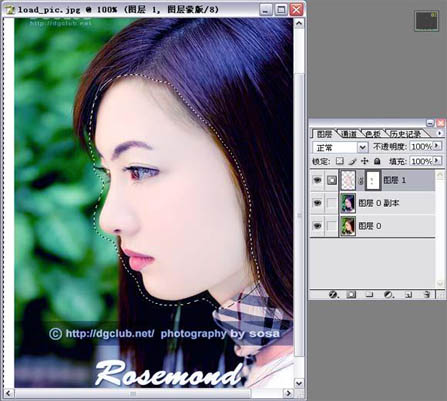 load_pic.jpg @ 100% (图层 1, 图层蒙版/8)
http://dgclub.net
© http://dgclub.net/ photography by sosa
Rosemond
图层 通道 色板 历史记录
正常 不透明度: 100%
锁定: 填充: 100%
图层 1
图层 0 副本
图层 0